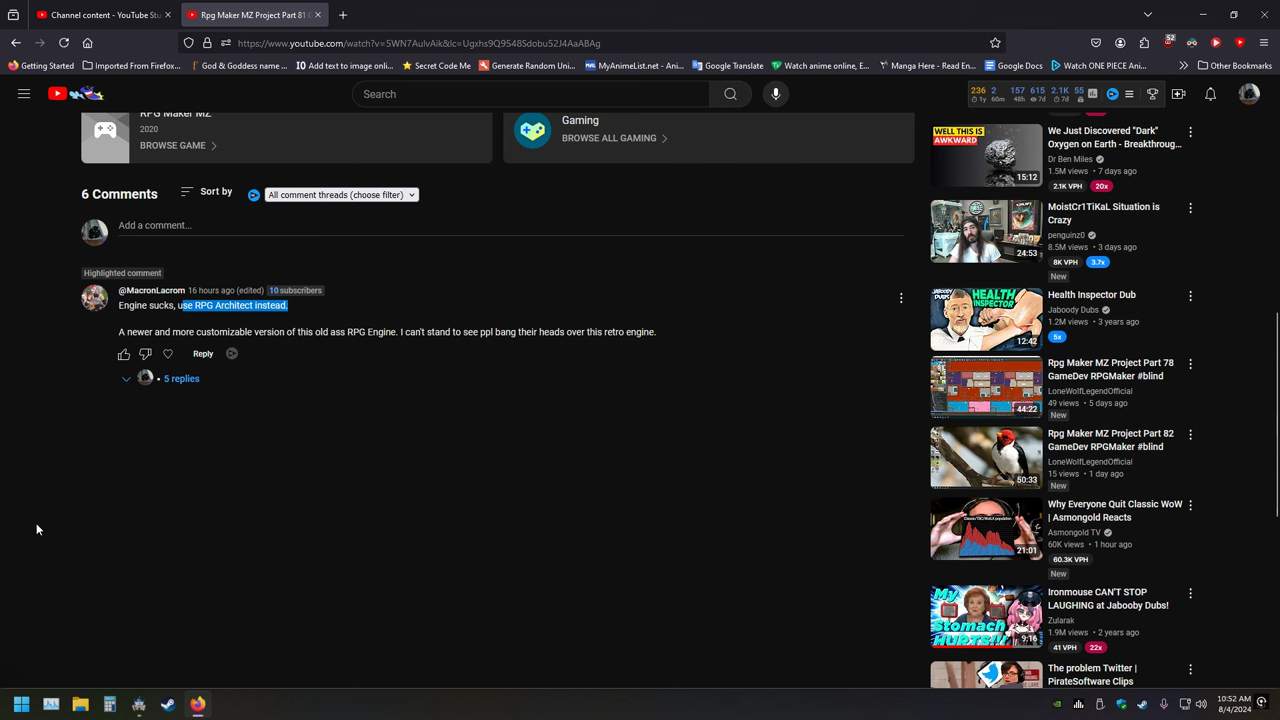 Channel content - YouTube Stu
Rpg Maker MZ Project Part 81
https://www.youtube.com/watch?v=5WN7AulvAik&lc=Ugxhs9Q9S48Sdobu52J4AaABAg
52
Getting Started
Imported From Firefox...
God & Goddess name ...
Add text to image onlin...
Secret Code Me
Generate Random Uni...
MyAnimeList.net - Ani...
Google Translate
Watch anime online, E...
Manga Here - Read En...
Google Docs
Watch ONE PIECE Ani...
Other Bookmarks
Search
236 2 157 615 2.1K 55
1y 60m 48h 7d 7d
RPG Maker MZ
2020
BROWSE GAME
Gaming
BROWSE ALL GAMING
6 Comments
Sort by
All comment threads (choose filter)
Add a comment...
Highlighted comment
@MacronLacrom 16 hours ago (edited) 10 subscribers
Engine sucks, use RPG Architect instead.
A newer and more customizable version of this old ass RPG Engine. I can't stand to see ppl bang their heads over this retro engine.
Reply
• 5 replies
WELL THIS IS
AWKWARD
15:12
We Just Discovered "Dark"
Oxygen on Earth - Breakthroug...
Dr Ben Miles
1.5M views • 7 days ago
2.1K VPH 20x
24:53
MoistCr1TiKaL Situation is
Crazy
penguinz0
8.5M views • 3 days ago
8K VPH 3.7x
New
JABOODY
DUBS
HEALTH
INSPECTOR
12:42
Health Inspector Dub
Jaboody Dubs
1.2M views • 3 years ago
5x
44:22
Rpg Maker MZ Project Part 78
GameDev RPGMaker #blind
LoneWolfLegendOfficial
49 views • 5 days ago
New
50:33
Rpg Maker MZ Project Part 82
GameDev RPGMaker #blind
LoneWolfLegendOfficial
15 views • 1 day ago
New
21:01
Why Everyone Quit Classic WoW
| Asmongold Reacts
Asmongold TV
60K views • 1 hour ago
60.3K VPH
New
My
Stomach
HURTS!!!
9:16
Ironmouse CAN'T STOP
LAUGHING at Jabooby Dubs!
Zularak
1.9M views • 2 years ago
41 VPH 22x
The problem Twitter |
PirateSoftware Clips
10:52 AM
8/4/2024